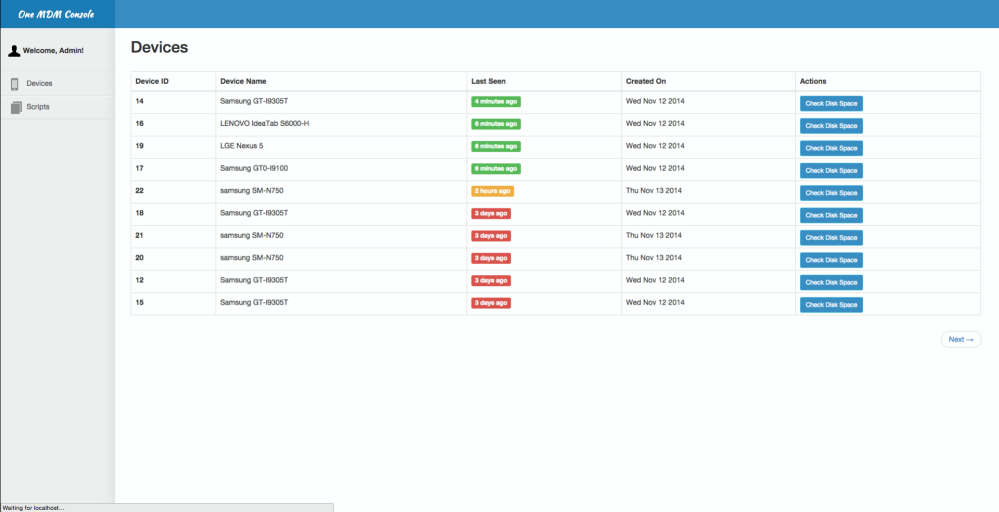 One MDM Console
Welcome, Admin!
Devices
Scripts
Devices
Device ID Device Name Last Seen Created On Actions
14 Samsung GT-I9305T 4 minutes ago Wed Nov 12 2014 Check Disk Space
16 LENOVO IdeaTab S6000-H 6 minutes ago Wed Nov 12 2014 Check Disk Space
19 LGE Nexus 5 6 minutes ago Wed Nov 12 2014 Check Disk Space
17 Samsung GT0-I9100 6 minutes ago Wed Nov 12 2014 Check Disk Space
22 samsung SM-N750 2 hours ago Thu Nov 13 2014 Check Disk Space
18 Samsung GT-I9305T 3 days ago Wed Nov 12 2014 Check Disk Space
21 samsung SM-N750 3 days ago Thu Nov 13 2014 Check Disk Space
20 samsung SM-N750 3 days ago Thu Nov 13 2014 Check Disk Space
12 Samsung GT-I9305T 3 days ago Wed Nov 12 2014 Check Disk Space
15 Samsung GT-I9305T 3 days ago Wed Nov 12 2014 Check Disk Space
Next →
Waiting for localhost...